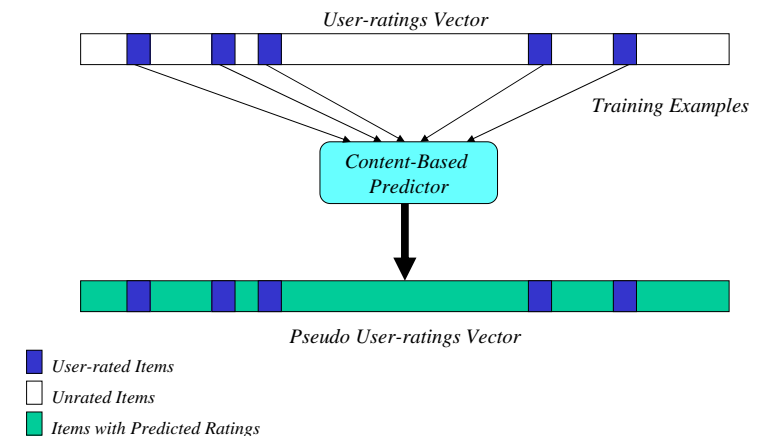 User-ratings Vector
Training Examples
Content-Based
Predictor
Pseudo User-ratings Vector
User-rated Items
Unrated Items
Items with Predicted Ratings